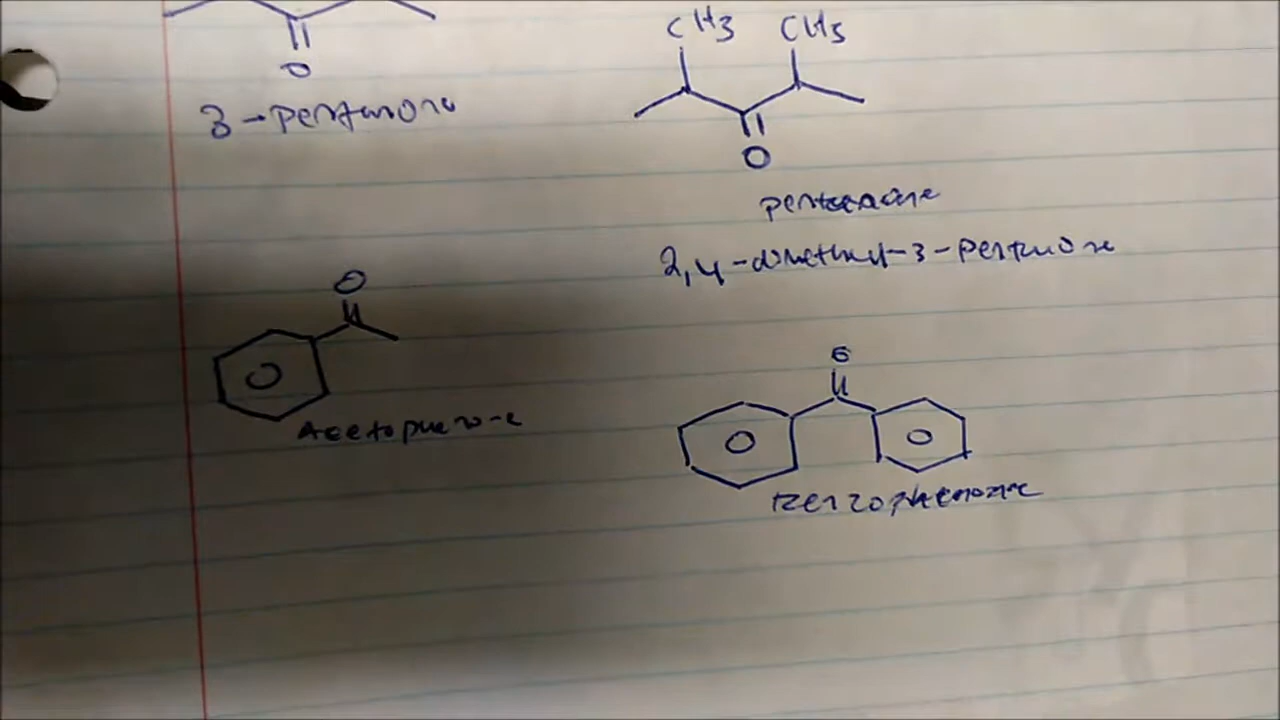 CH3 CH3
O
3-pentanone
O
pentanone
2,4-dimethyl-3-pentanone
O
Acetophenone
O
Benzophenone